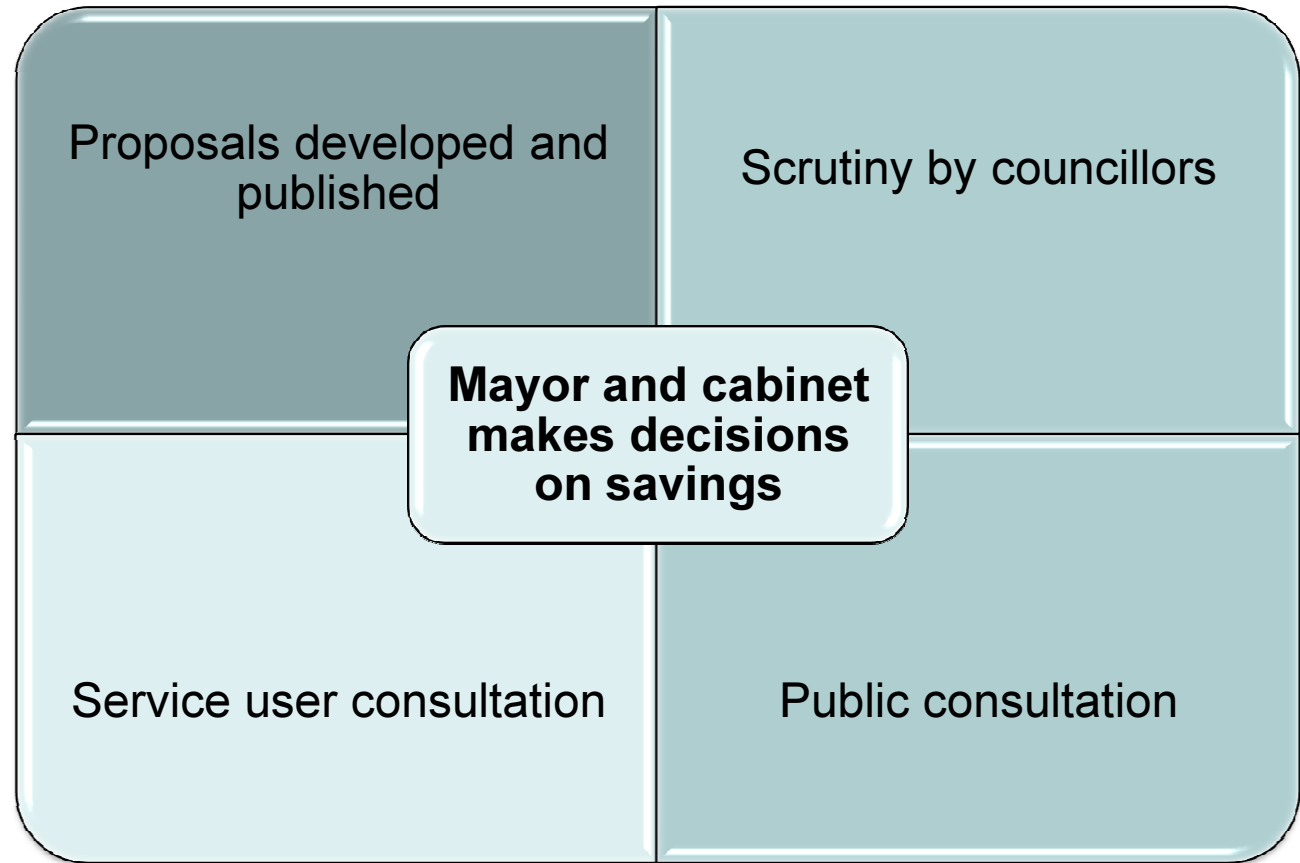 Proposals developed and
published
Scrutiny by councillors
Mayor and cabinet
makes decisions
on savings
Service user consultation
Public consultation